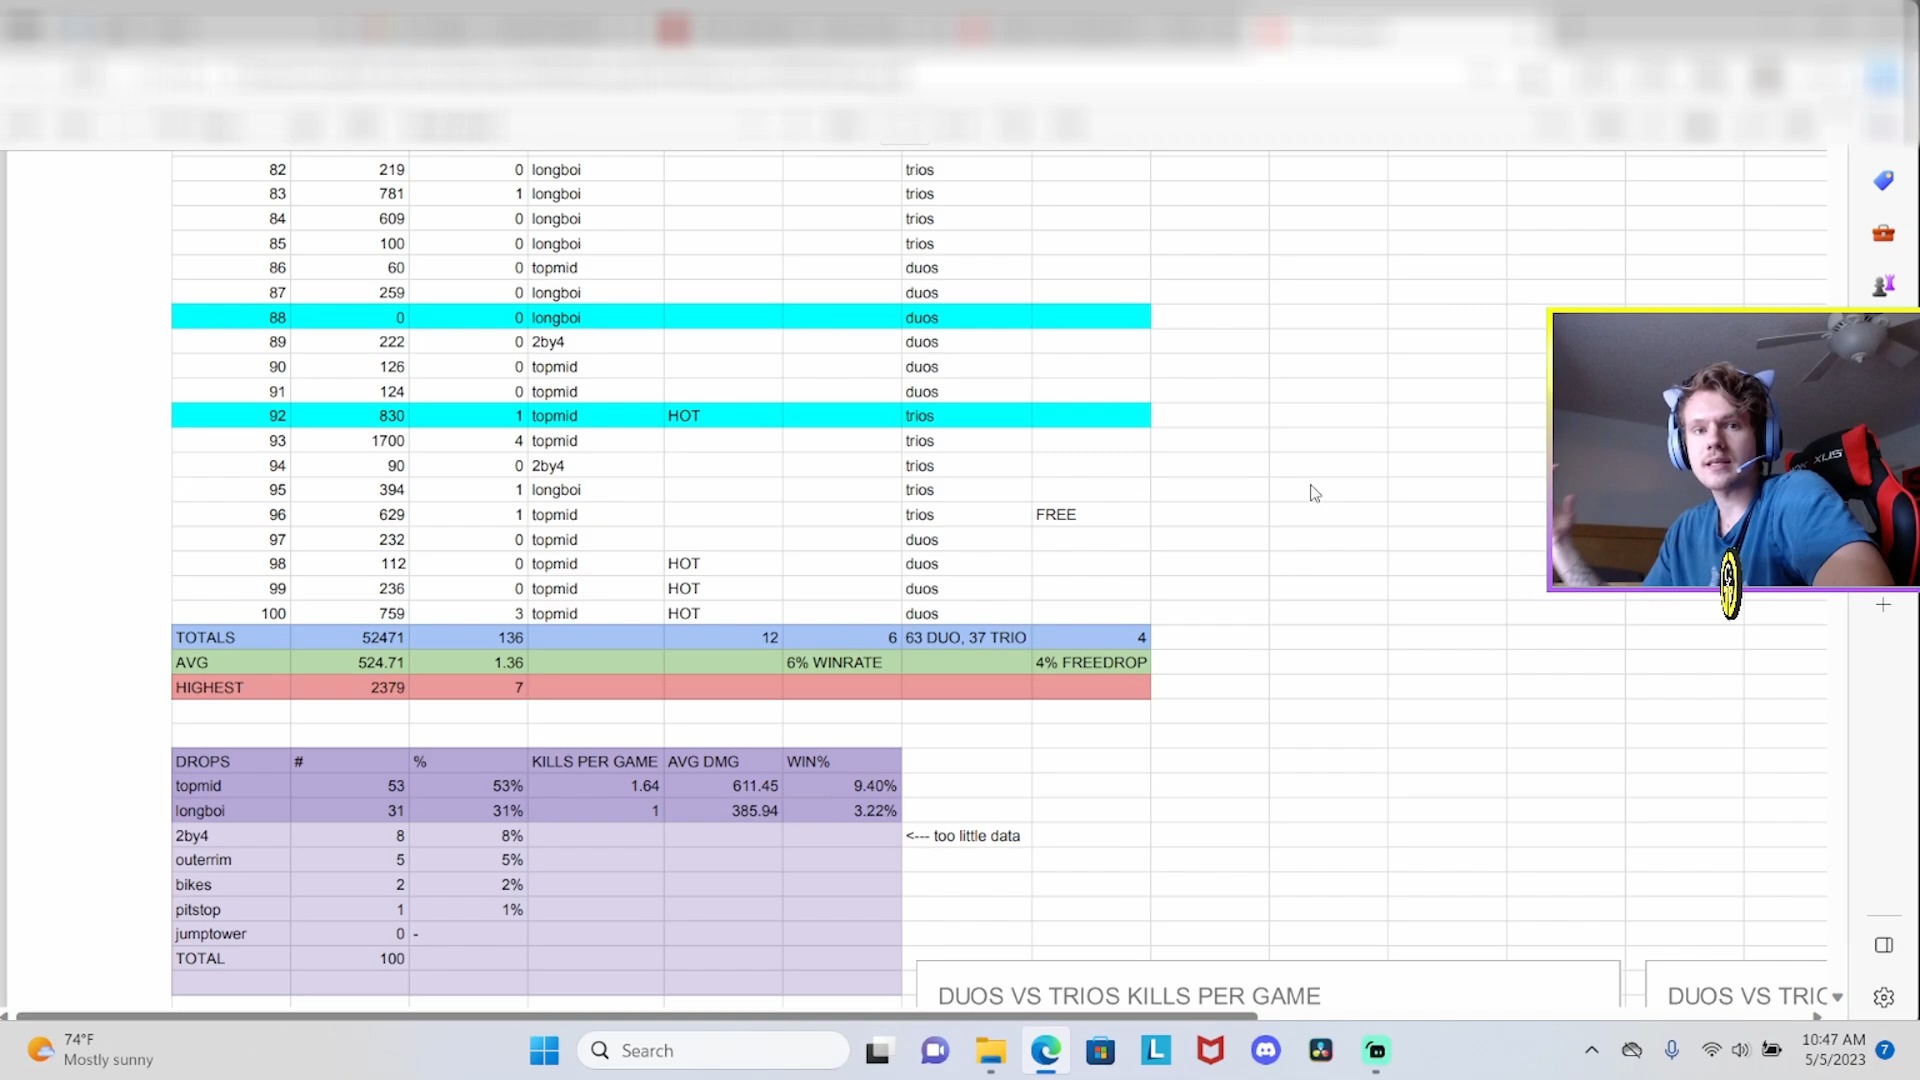 82 219 0 longboi trios
83 781 1 longboi trios
84 609 0 longboi trios
85 100 0 longboi trios
86 60 0 topmid duos
87 259 0 longboi duos
88 0 0 longboi duos
89 222 0 2by4 duos
90 126 0 topmid duos
91 124 0 topmid duos
92 830 1 topmid HOT trios
93 1700 4 topmid trios
94 90 0 2by4 trios
95 394 1 longboi trios
96 629 1 topmid trios FREE
97 232 0 topmid duos
98 112 0 topmid HOT duos
99 236 0 topmid HOT duos
100 759 3 topmid HOT duos
TOTALS 52471 136 12 6 63 DUO, 37 TRIO 4
AVG 524.71 1.36 6% WINRATE 4% FREEDROP
HIGHEST 2379 7
DROPS # % KILLS PER GAME AVG DMG WIN%
topmid 53 53% 1.64 611.45 9.40%
longboi 31 31% 1 385.94 3.22%
2by4 8 8% <--- too little data
outerrim 5 5%
bikes 2 2%
pitstop 1 1%
jumptower 0 -
TOTAL 100
DUOS VS TRIOS KILLS PER GAME
DUOS VS TRIO
74°F
Mostly sunny
Search
10:47 AM
5/5/2023
7